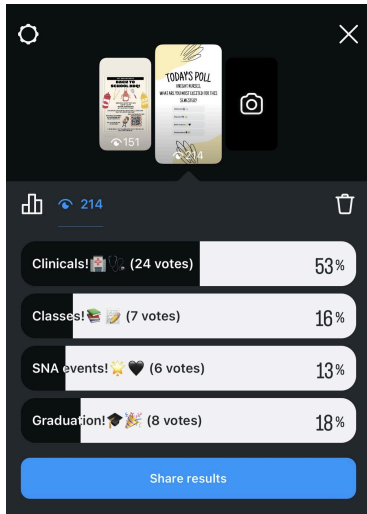 BACK TO
SCHOOL BBQ!
151
TODAY'S POLL
WHAT ARE YOU MOST EXCITED FOR THIS
SEMESTER?
214
214
Clinicals!🏥🩺 (24 votes) 53%
Classes!📚📝 (7 votes) 16%
SNA events!🌟🖤 (6 votes) 13%
Graduation!🎓🎉 (8 votes) 18%
Share results